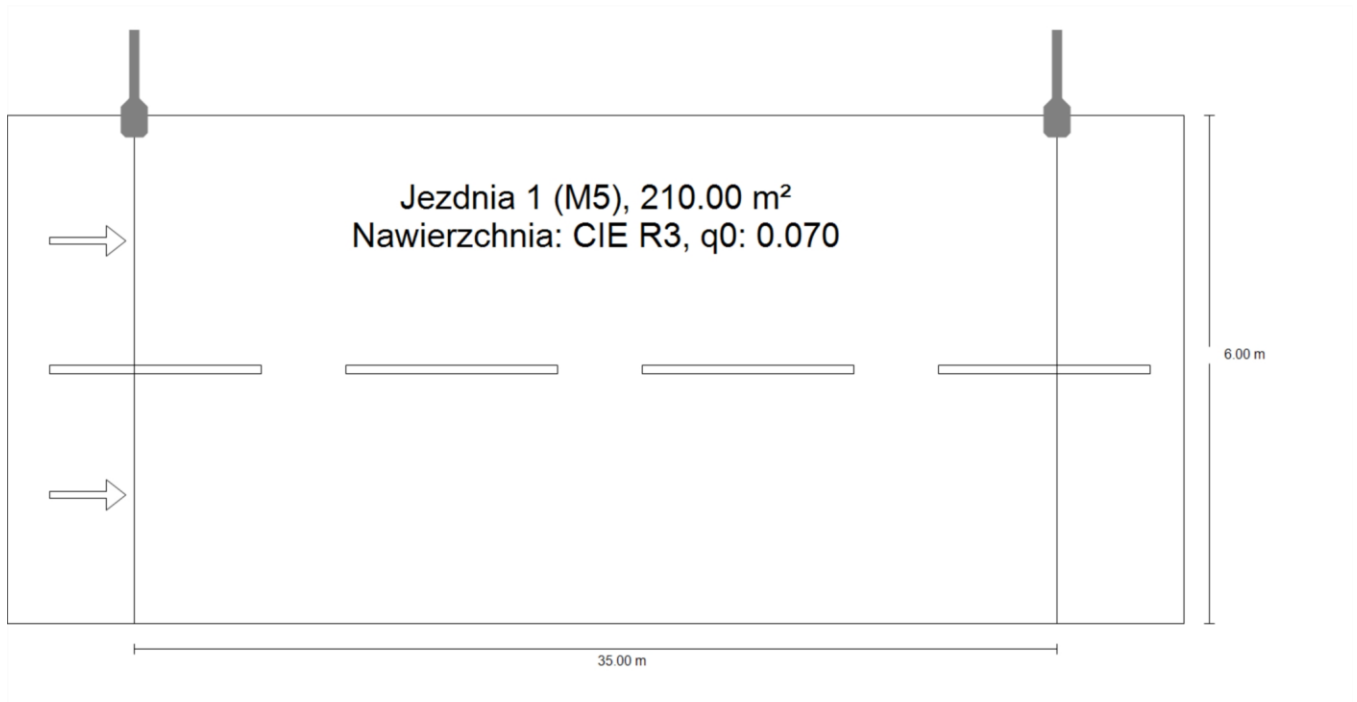 Jezdnia 1 (M5), 210.00 m²
Nawierzchnia: CIE R3, q0: 0.070
6.00 m
35.00 m